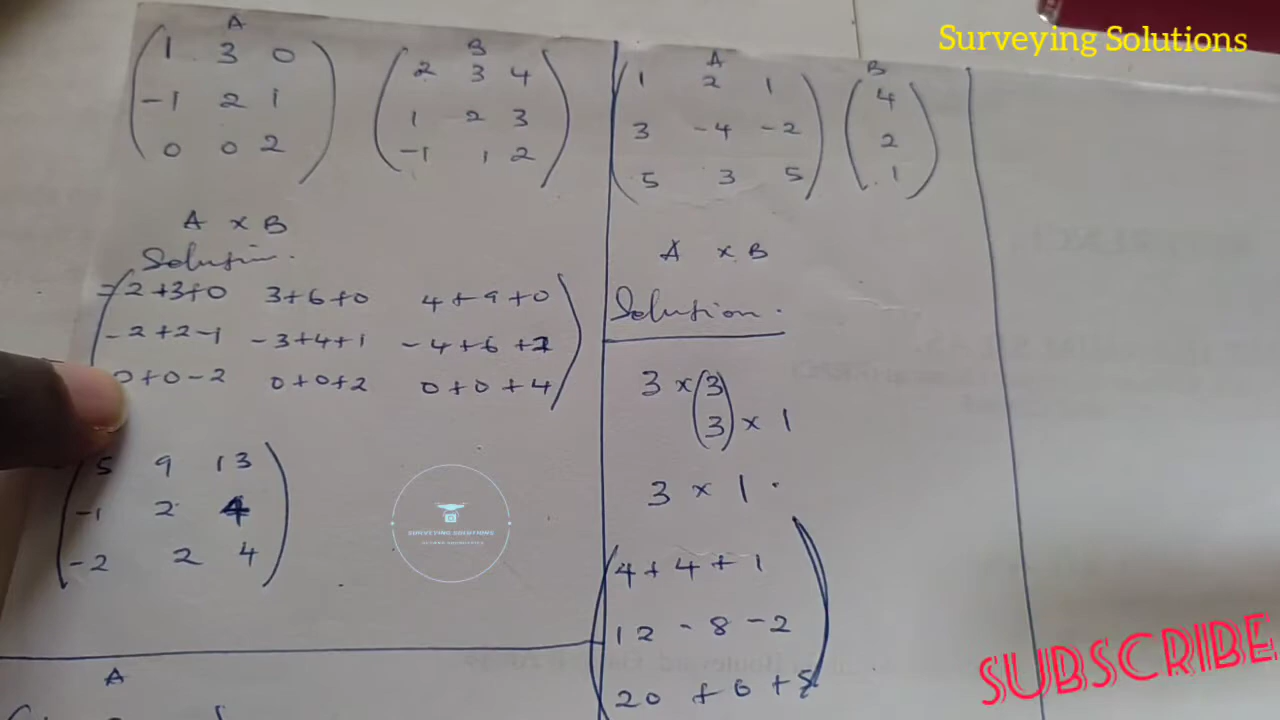 Surveying Solutions
A
1 3 0
-1 2 1
0 0 2
B
2 3 4
1 2 3
-1 1 2
A × B
Solution.
= 2+3+0 3+6+0 4+9+0
-2+2-1 -3+4+1 -4+6+2
0+0-2 0+0+2 0+0+4
5 9 13
-1 2 4
-2 2 4
A
A
1 2 1
3 -4 -2
5 3 5
B
4
2
1
A × B
Solution.
3 × 3
3 × 1
3 × 1.
4+4+1
12-8-2
20+6+5
SURVEYING SOLUTIONS
SUBSCRIBE